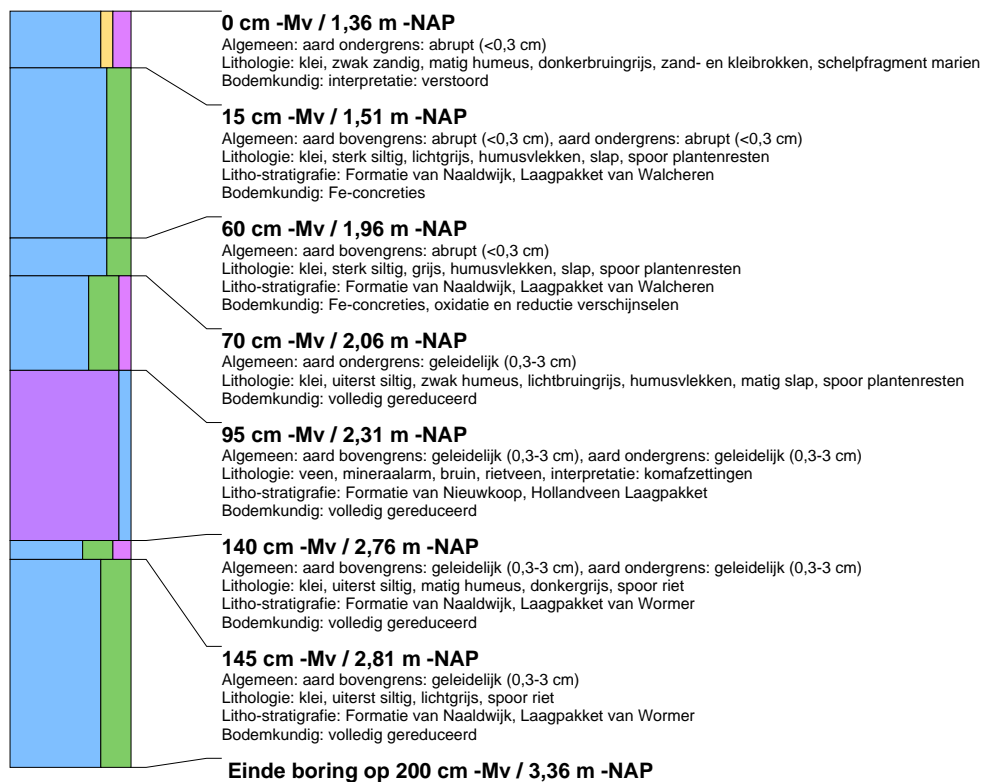 0 cm -Mv / 1,36 m -NAP
Algemeen: aard ondergrens: abrupt (<0,3 cm)
Lithologie: klei, zwak zandig, matig humeus, donkerbruingrijs, zand- en kleibrokken, schelpfragment marien
Bodemkundig: interpretatie: verstoord
15 cm -Mv / 1,51 m -NAP
Algemeen: aard bovengrens: abrupt (<0,3 cm), aard ondergrens: abrupt (<0,3 cm)
Lithologie: klei, sterk siltig, lichtgrijs, humusvlekken, slap, spoor plantenresten
Litho-stratigrafie: Formatie van Naaldwijk, Laagpakket van Walcheren
Bodemkundig: Fe-concreties
60 cm -Mv / 1,96 m -NAP
Algemeen: aard bovengrens: abrupt (<0,3 cm)
Lithologie: klei, sterk siltig, grijs, humusvlekken, slap, spoor plantenresten
Litho-stratigrafie: Formatie van Naaldwijk, Laagpakket van Walcheren
Bodemkundig: Fe-concreties, oxidatie en reductie verschijnselen
70 cm -Mv / 2,06 m -NAP
Algemeen: aard ondergrens: geleidelijk (0,3-3 cm)
Lithologie: klei, uiterst siltig, zwak humeus, lichtbruingrijs, humusvlekken, matig slap, spoor plantenresten
Bodemkundig: volledig gereduceerd
95 cm -Mv / 2,31 m -NAP
Algemeen: aard bovengrens: geleidelijk (0,3-3 cm), aard ondergrens: geleidelijk (0,3-3 cm)
Lithologie: veen, mineraalarm, bruin, rietveen, interpretatie: komafzettingen
Litho-stratigrafie: Formatie van Nieuwkoop, Hollandveen Laagpakket
Bodemkundig: volledig gereduceerd
140 cm -Mv / 2,76 m -NAP
Algemeen: aard bovengrens: geleidelijk (0,3-3 cm), aard ondergrens: geleidelijk (0,3-3 cm)
Lithologie: klei, uiterst siltig, matig humeus, donkergrijs, spoor riet
Litho-stratigrafie: Formatie van Naaldwijk, Laagpakket van Wormer
Bodemkundig: volledig gereduceerd
145 cm -Mv / 2,81 m -NAP
Algemeen: aard bovengrens: geleidelijk (0,3-3 cm)
Lithologie: klei, uiterst siltig, lichtgrijs, spoor riet
Litho-stratigrafie: Formatie van Naaldwijk, Laagpakket van Wormer
Bodemkundig: volledig gereduceerd
Einde boring op 200 cm -Mv / 3,36 m -NAP